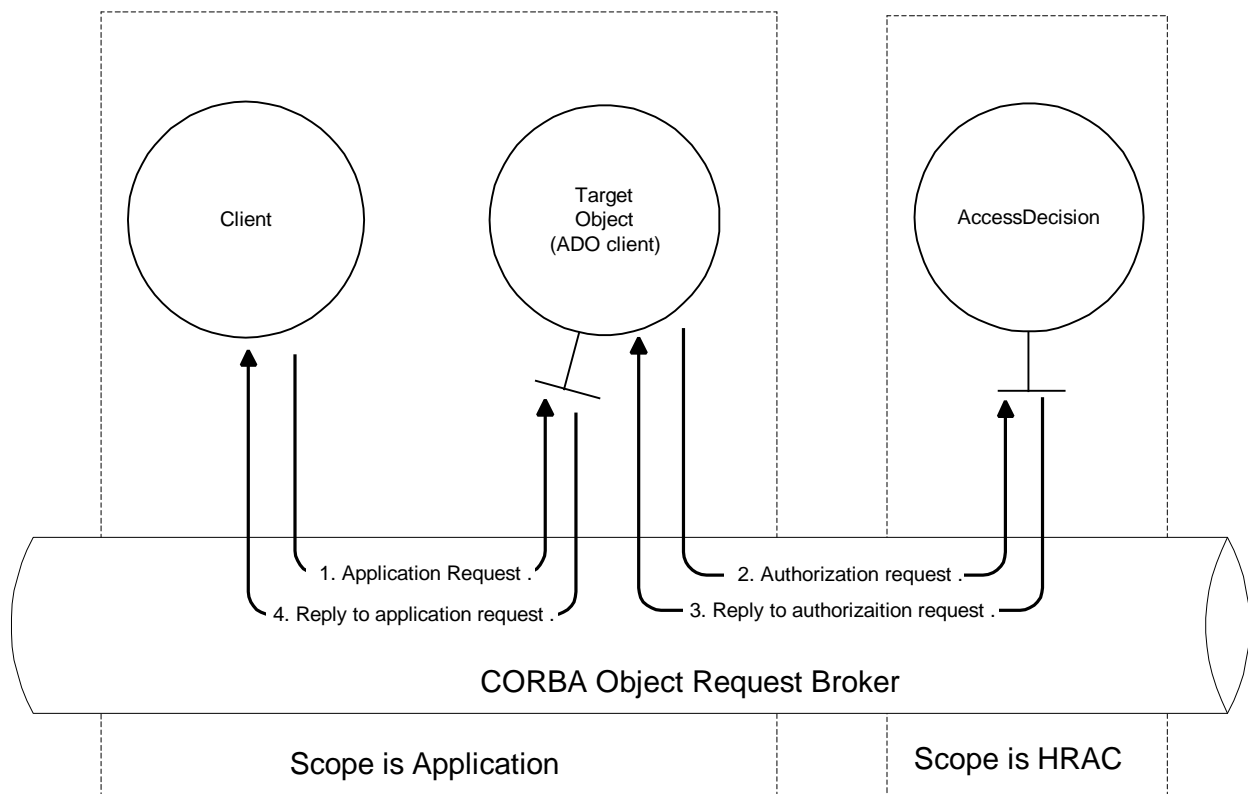 Client
Target
Object
(ADO client)
AccessDecision
1. Application Request .
2. Authorization request .
4. Reply to application request .
3. Reply to authorizaition request .
CORBA Object Request Broker
Scope is Application
Scope is HRAC